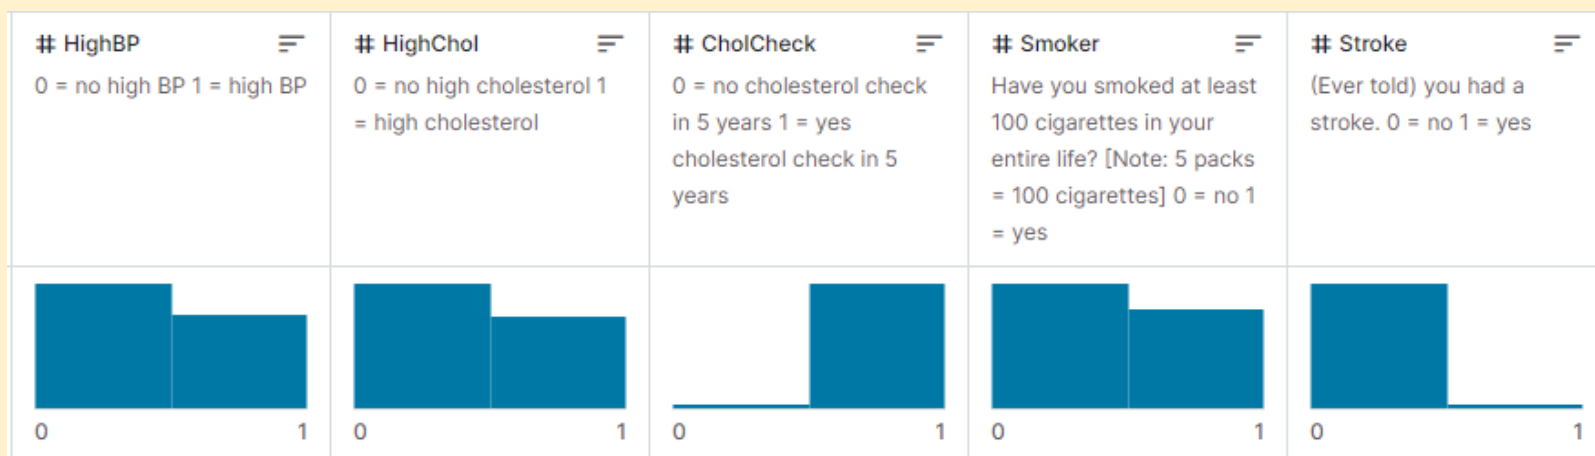 # HighBP
0 = no high BP 1 = high BP
# HighChol
0 = no high cholesterol 1
= high cholesterol
# CholCheck
0 = no cholesterol check
in 5 years 1 = yes
cholesterol check in 5
years
# Smoker
Have you smoked at least
100 cigarettes in your
entire life? [Note: 5 packs
= 100 cigarettes] 0 = no 1
= yes
# Stroke
(Ever told) you had a
stroke. 0 = no 1 = yes
0 1
0 1
0 1
0 1
0 1